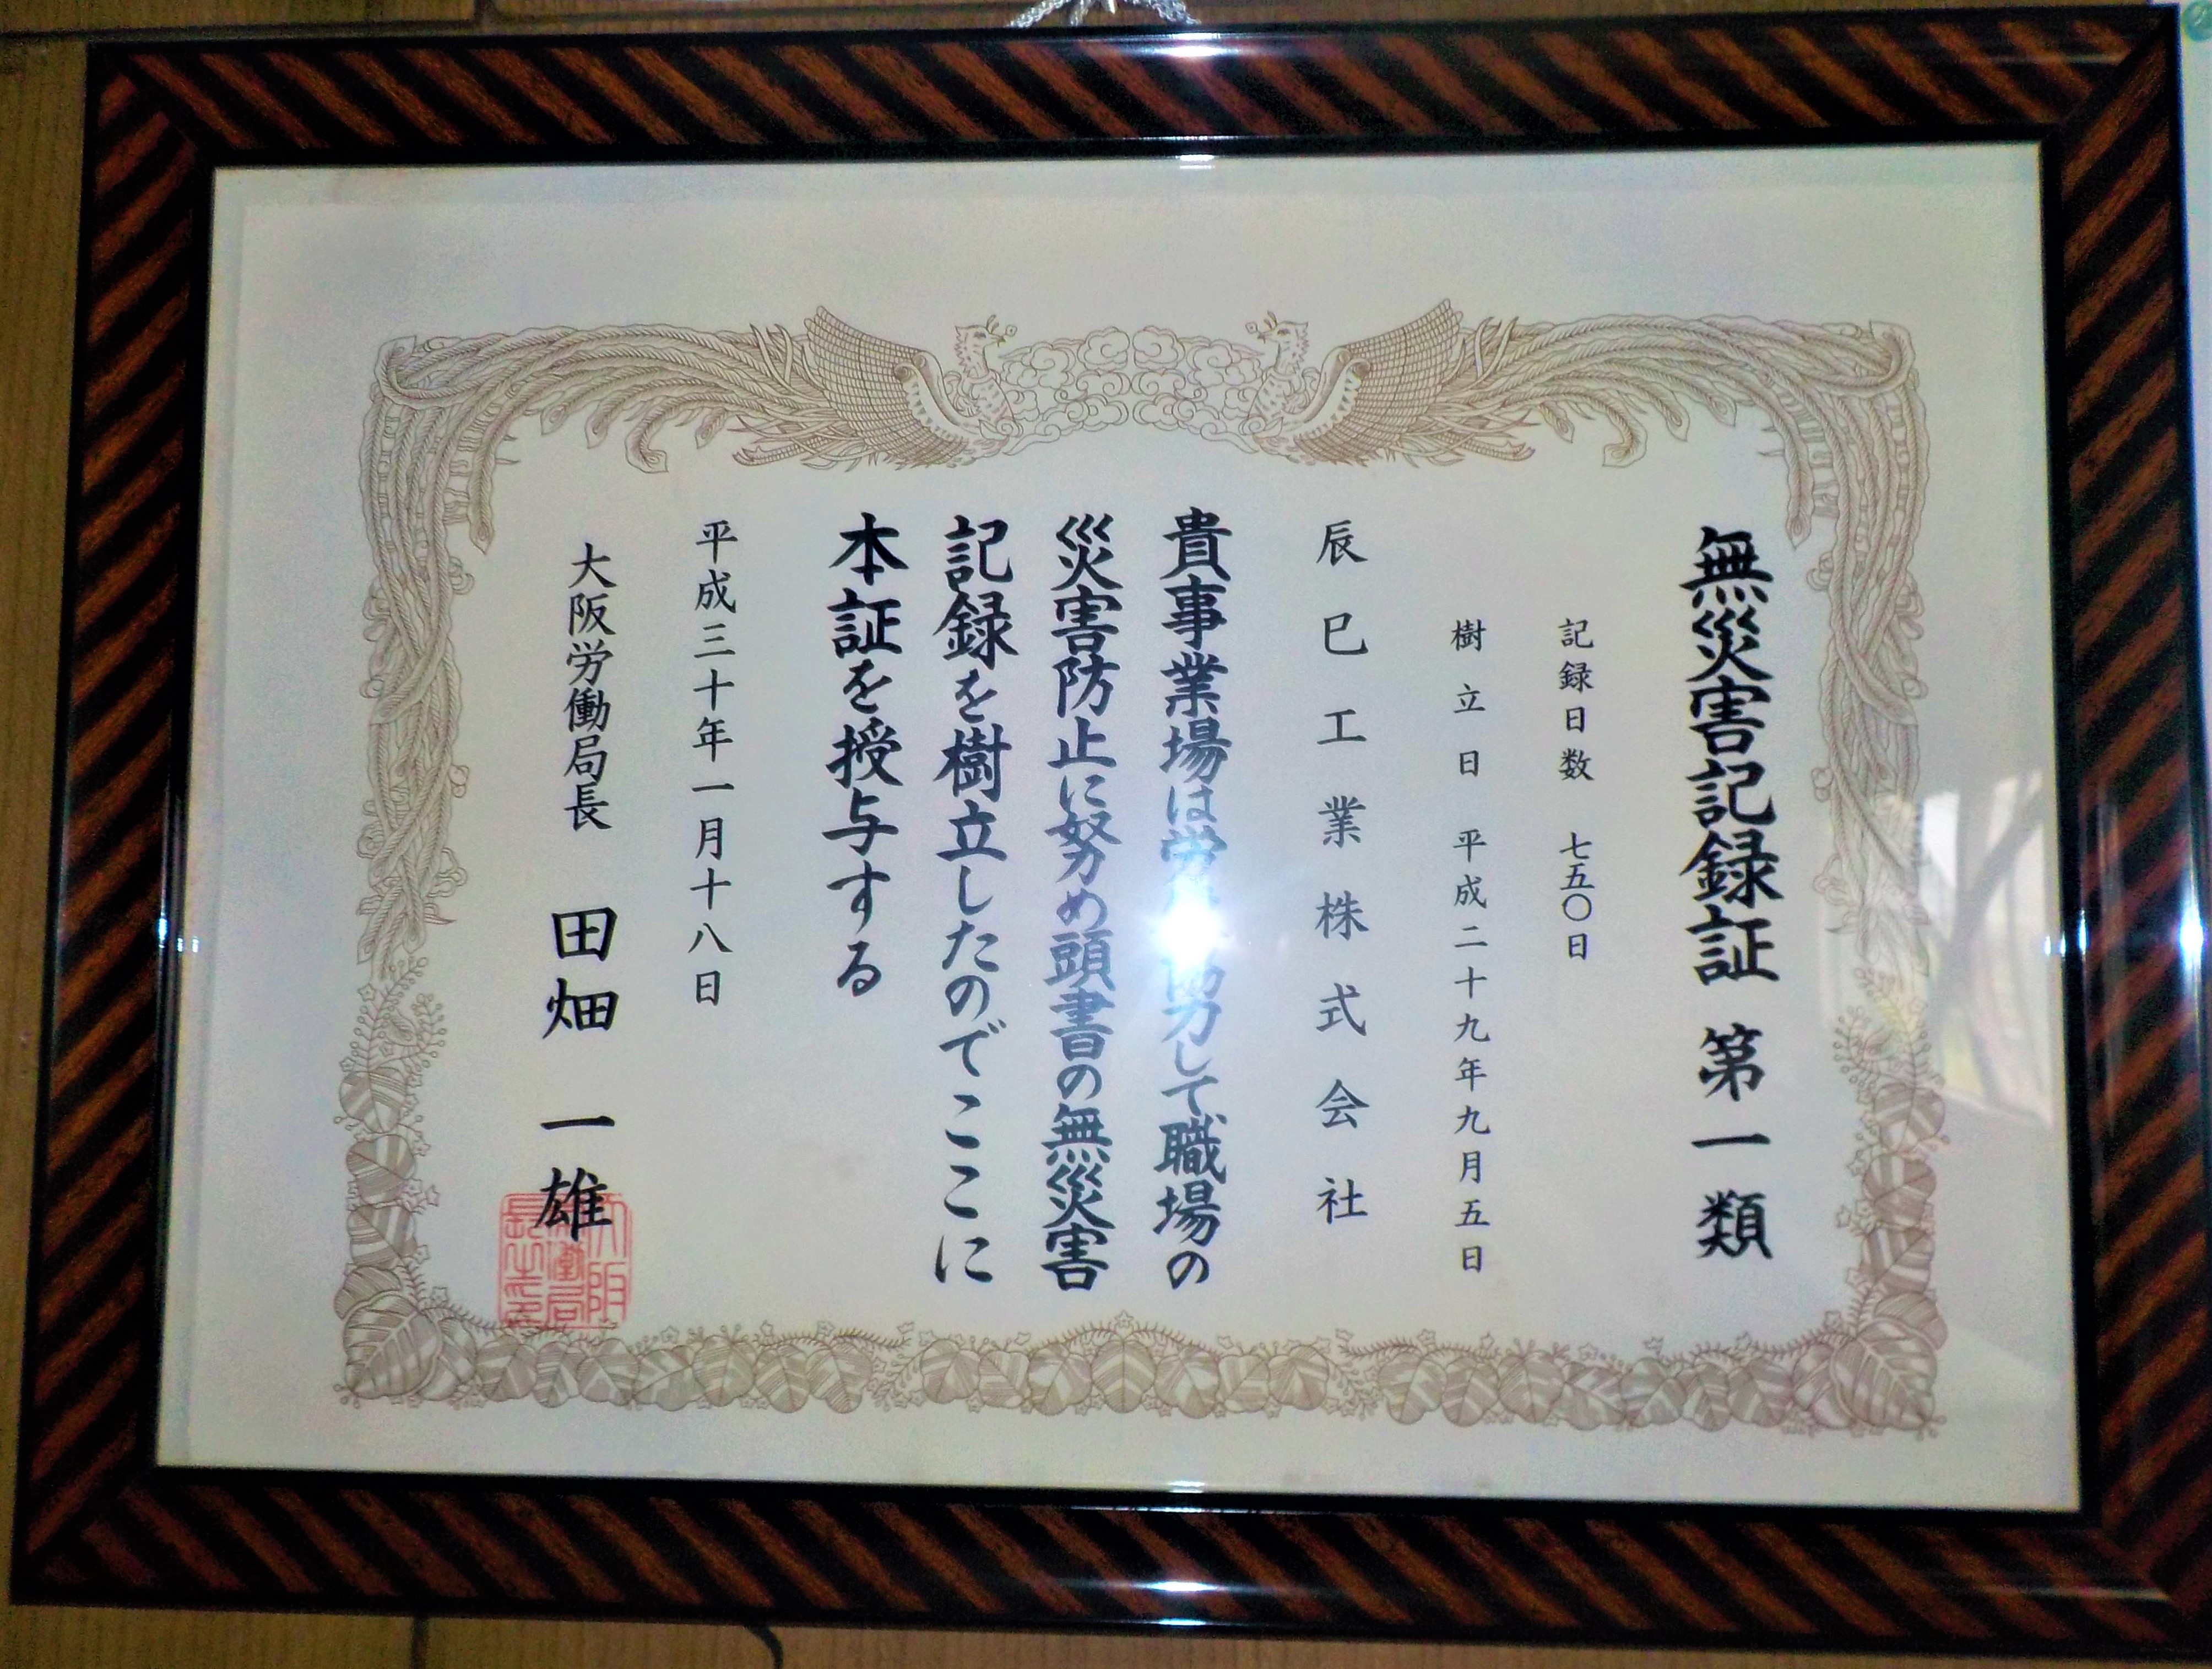 無災害記録証 第一類
記録日数 七五〇日
樹立日 平成二十九年九月五日
辰巳工業株式会社
貴事業場は労 協力して職場の
災害防止に努め頭書の無災害
記録を樹立したのでここに
本証を授与する
平成三十年一月十八日
大阪労働局長 田畑一雄